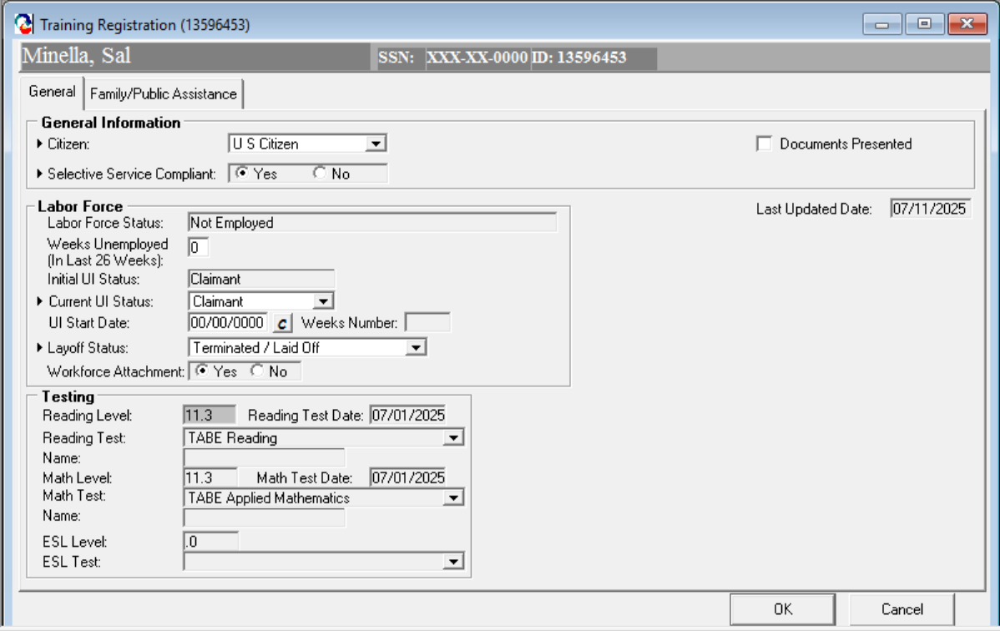 Training Registration (13596453)
Minella, Sal SSN: XXX-XX-0000 ID: 13596453
General Family/Public Assistance
General Information
Citizen: U S Citizen Documents Presented
Selective Service Compliant: Yes No
Labor Force Last Updated Date: 07/11/2025
Labor Force Status: Not Employed
Weeks Unemployed 0
(In Last 26 Weeks):
Initial UI Status: Claimant
Current UI Status: Claimant
UI Start Date: 00/00/0000 C Weeks Number:
Layoff Status: Terminated / Laid Off
Workforce Attachment: Yes No
Testing
Reading Level: 11.3 Reading Test Date: 07/01/2025
Reading Test: TABE Reading
Name:
Math Level: 11.3 Math Test Date: 07/01/2025
Math Test: TABE Applied Mathematics
Name:
ESL Level: .0
ESL Test:
OK Cancel